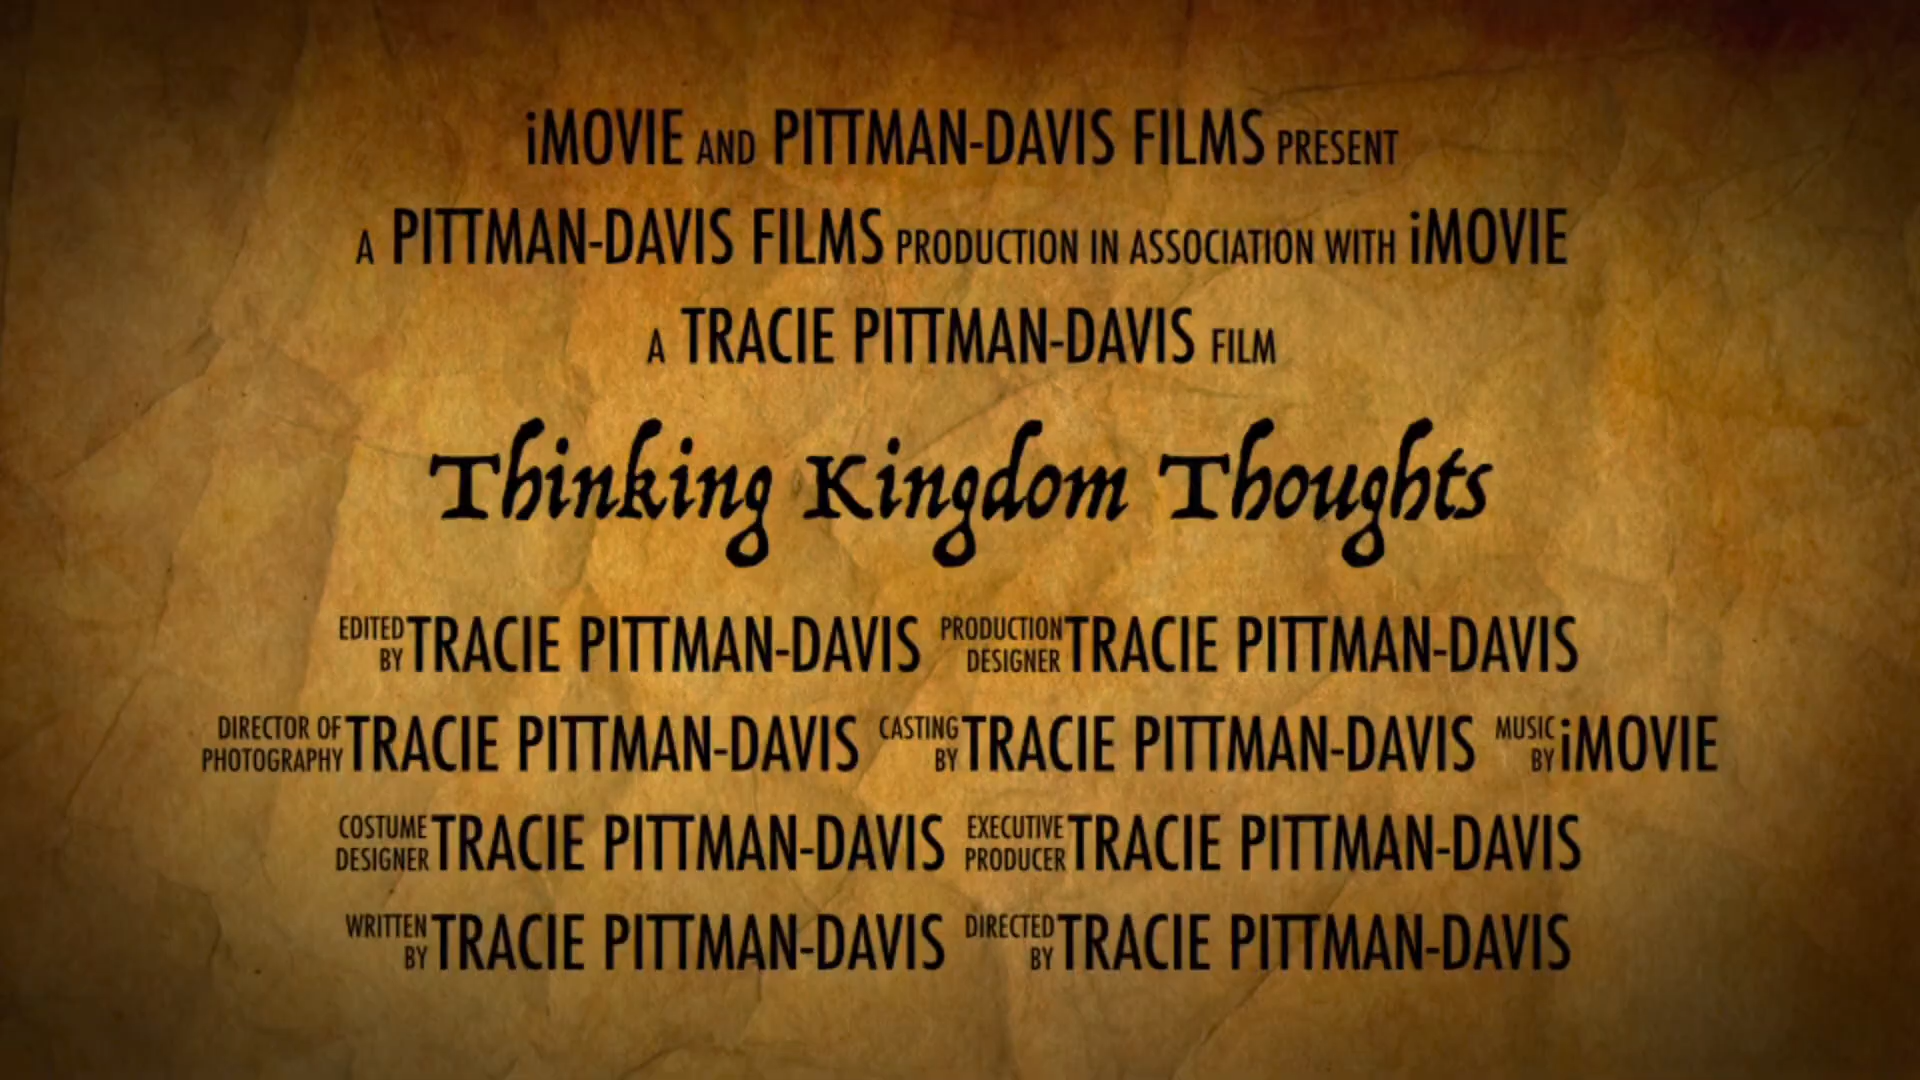 iMOVIE AND PITTMAN-DAVIS FILMS PRESENT
A PITTMAN-DAVIS FILMS PRODUCTION IN ASSOCIATION WITH iMOVIE
A TRACIE PITTMAN-DAVIS FILM
Thinking Kingdom Thoughts
EDITED BY TRACIE PITTMAN-DAVIS PRODUCTION DESIGNER TRACIE PITTMAN-DAVIS
DIRECTOR OF PHOTOGRAPHY TRACIE PITTMAN-DAVIS CASTING BY TRACIE PITTMAN-DAVIS MUSIC BY iMOVIE
COSTUME DESIGNER TRACIE PITTMAN-DAVIS EXECUTIVE PRODUCER TRACIE PITTMAN-DAVIS
WRITTEN BY TRACIE PITTMAN-DAVIS DIRECTED BY TRACIE PITTMAN-DAVIS